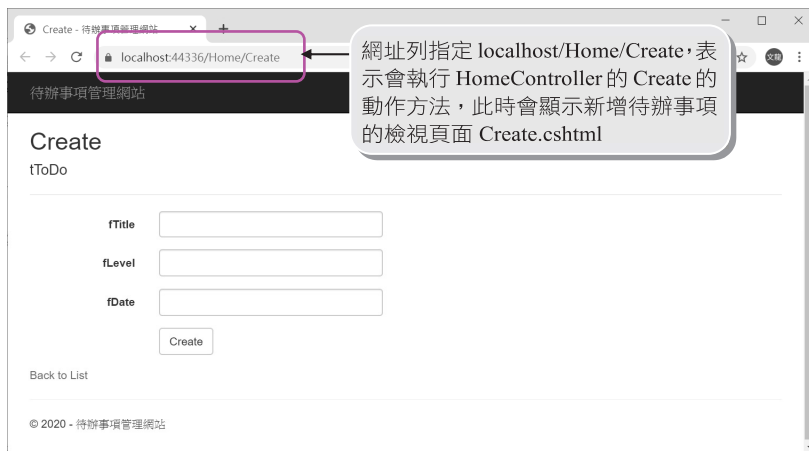 Create - 待辦事項管理網站
localhost:44336/Home/Create
文龍
網址列指定 localhost/Home/Create，表
示會執行 HomeController 的 Create 的
動作方法，此時會顯示新增待辦事項
的檢視頁面 Create.cshtml
待辦事項管理網站
Create
tToDo
fTitle
fLevel
fDate
Create
Back to List
© 2020 - 待辦事項管理網站